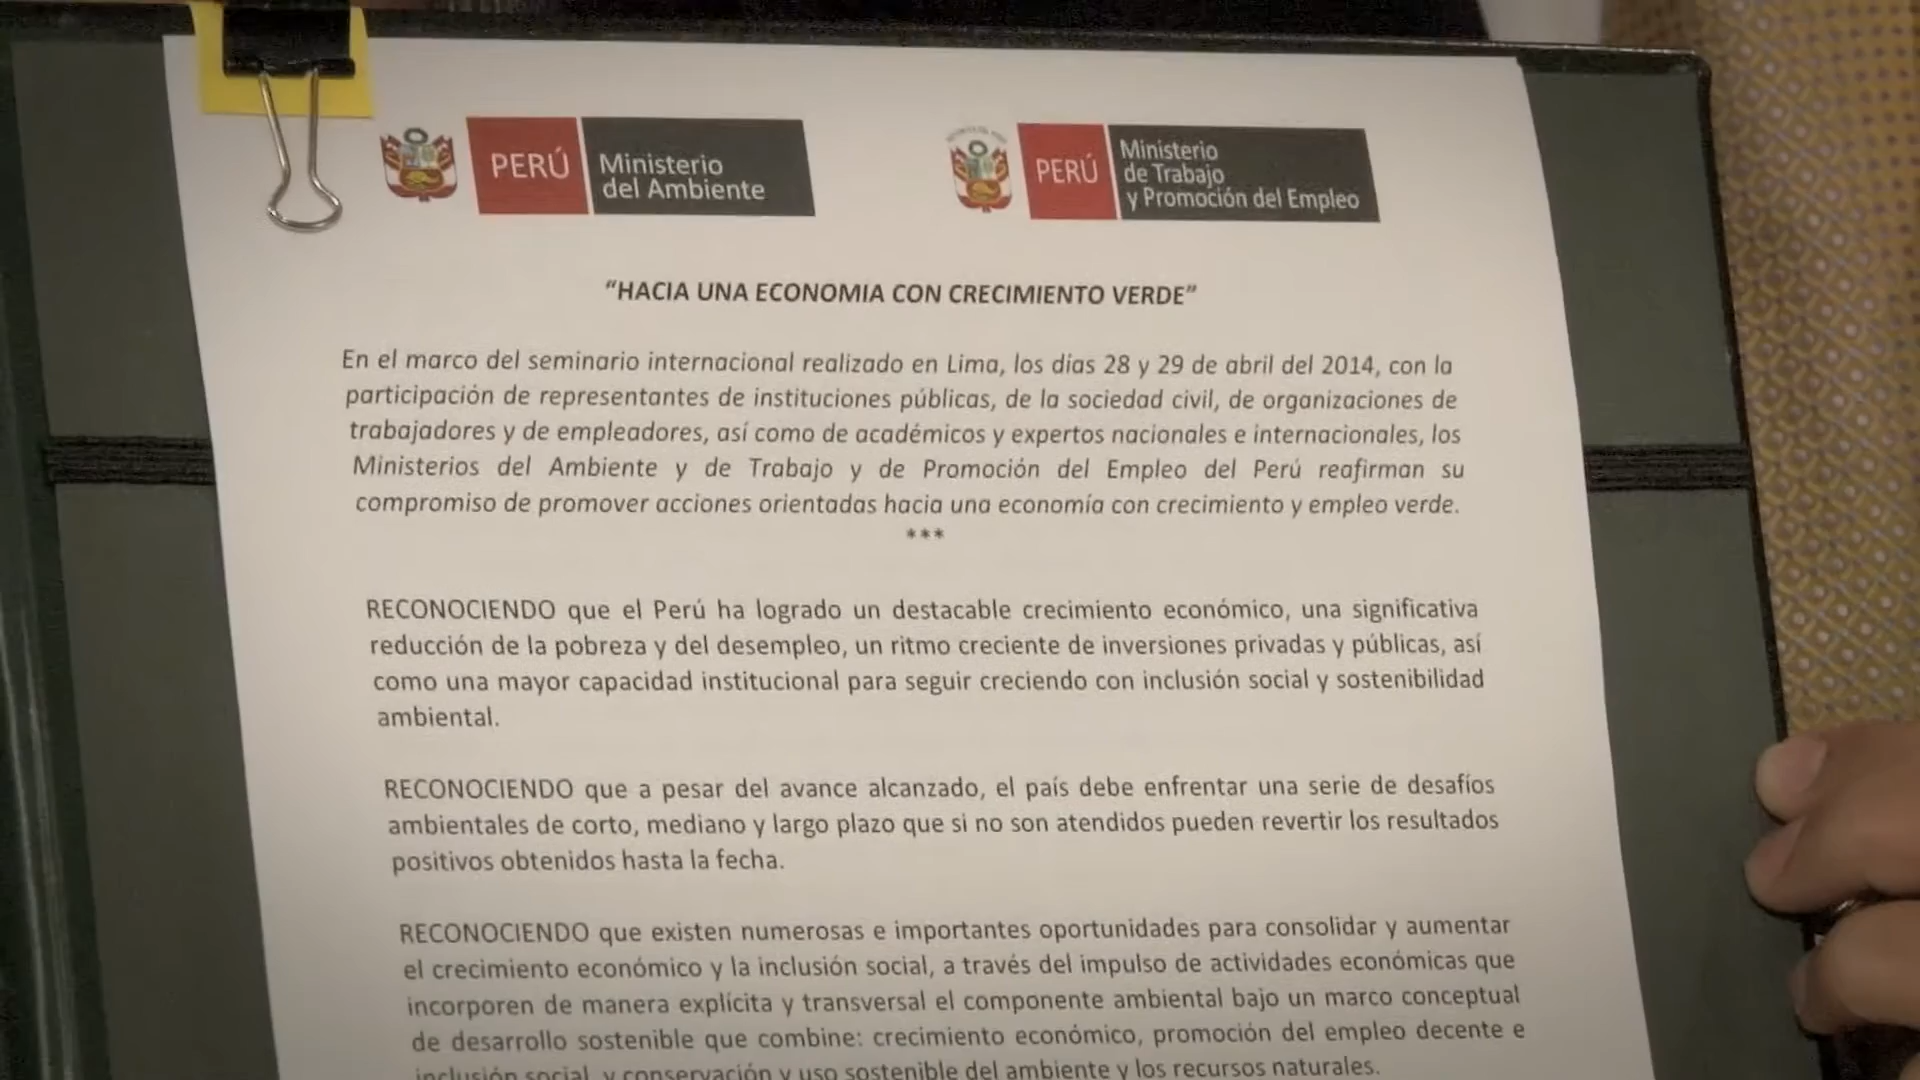 PERÚ
Ministerio
del Ambiente
PERÚ
Ministerio
de Trabajo
y Promoción del Empleo
“HACIA UNA ECONOMIA CON CRECIMIENTO VERDE”
En el marco del seminario internacional realizado en Lima, los días 28 y 29 de abril del 2014, con la
participación de representantes de instituciones públicas, de la sociedad civil, de organizaciones de
trabajadores y de empleadores, así como de académicos y expertos nacionales e internacionales, los
Ministerios del Ambiente y de Trabajo y de Promoción del Empleo del Perú reafirman su
compromiso de promover acciones orientadas hacia una economía con crecimiento y empleo verde.
***
RECONOCIENDO que el Perú ha logrado un destacable crecimiento económico, una significativa
reducción de la pobreza y del desempleo, un ritmo creciente de inversiones privadas y públicas, así
como una mayor capacidad institucional para seguir creciendo con inclusión social y sostenibilidad
ambiental.
RECONOCIENDO que a pesar del avance alcanzado, el país debe enfrentar una serie de desafíos
ambientales de corto, mediano y largo plazo que si no son atendidos pueden revertir los resultados
positivos obtenidos hasta la fecha.
RECONOCIENDO que existen numerosas e importantes oportunidades para consolidar y aumentar
el crecimiento económico y la inclusión social, a través del impulso de actividades económicas que
incorporen de manera explícita y transversal el componente ambiental bajo un marco conceptual
de desarrollo sostenible que combine: crecimiento económico, promoción del empleo decente e
inclusión social, y conservación y uso sostenible del ambiente y los recursos naturales.